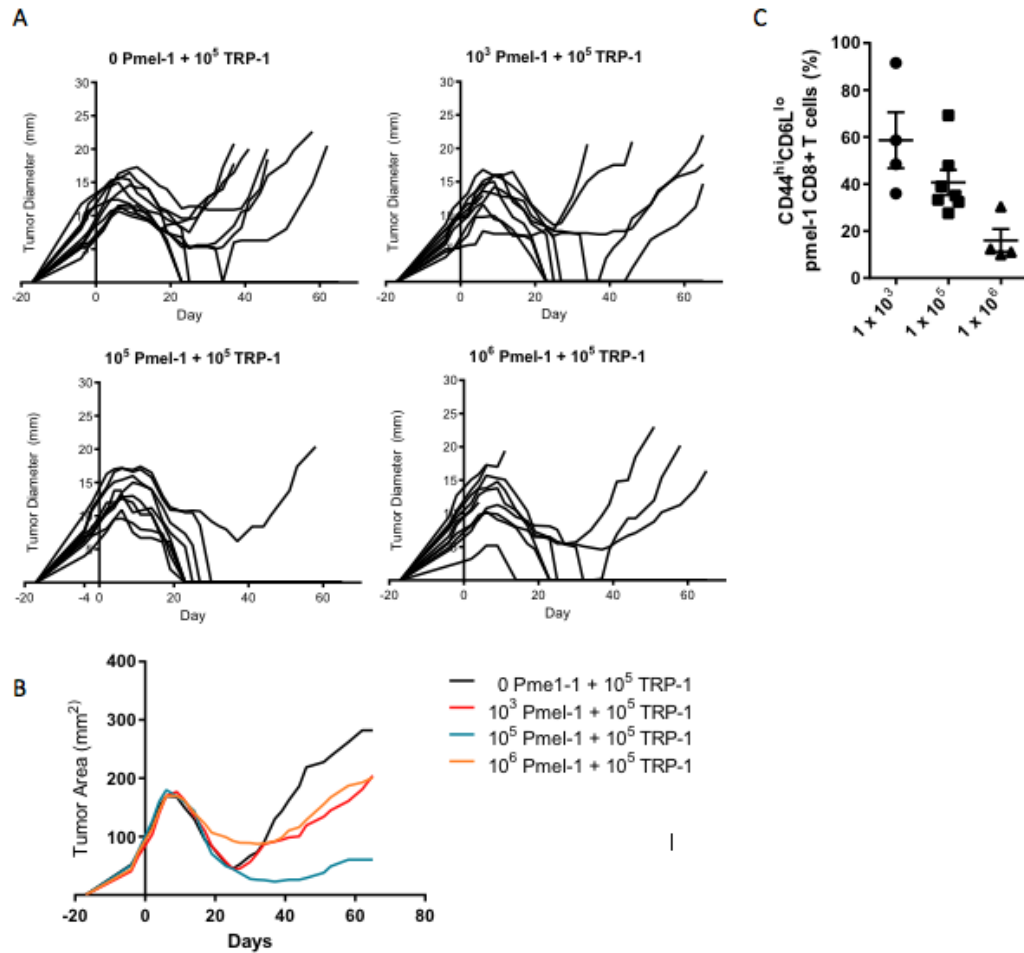 A
0 Pmel-1 + 10⁵ TRP-1
Tumor Diameter (mm)
30
25
20
15
-20 0 20 40 60
Day
10³ Pmel-1 + 10⁵ TRP-1
Tumor Diameter (mm)
30
25
20
15
-20 0 20 40 60
Day
10⁵ Pmel-1 + 10⁵ TRP-1
Tumor Diameter (mm)
30
25
20
15
-20 -4 0 20 40 60
Day
10⁶ Pmel-1 + 10⁵ TRP-1
Tumor Diameter (mm)
30
25
20
15
-20 0 20 40 60
Day
B
Tumor Area (mm²)
400
300
200
100
-20 0 20 40 60 80
Days
0 Pme1-1 + 10⁵ TRP-1
10³ Pmel-1 + 10⁵ TRP-1
10⁵ Pmel-1 + 10⁵ TRP-1
10⁶ Pmel-1 + 10⁵ TRP-1
C
CD44ʰⁱCD6Lˡᵒ
pmel-1 CD8+ T cells (%)
100
80
60
40
20
0
1 x 10³
1 x 10⁵
1 x 10⁶